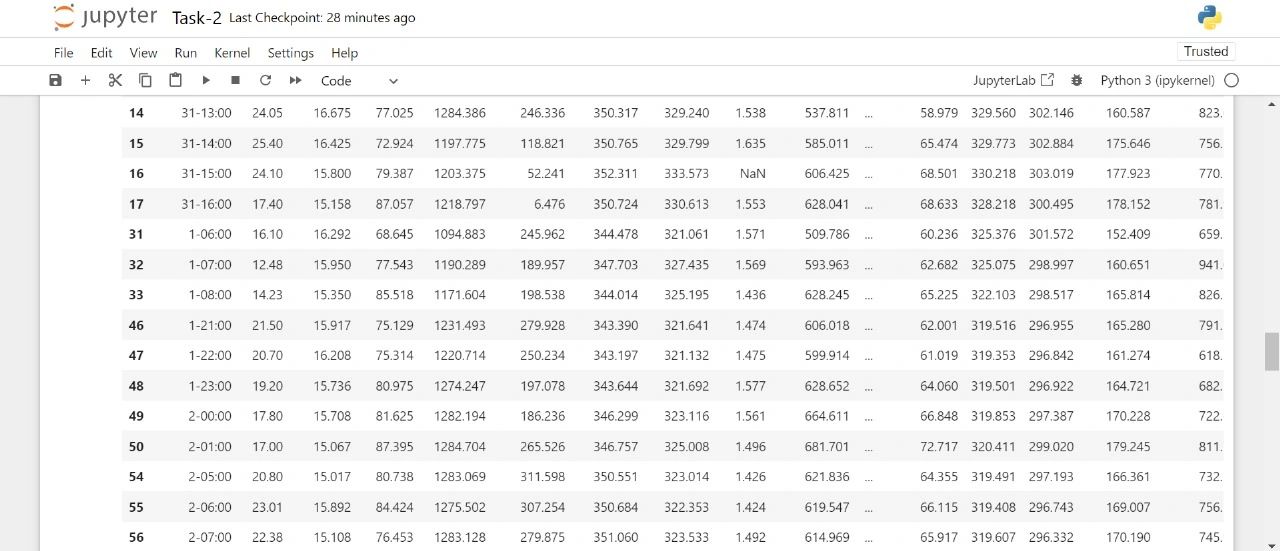 jupyter Task-2 Last Checkpoint: 28 minutes ago
File Edit View Run Kernel Settings Help Trusted
Code JupyterLab Python 3 (ipykernel)
14 31-13:00 24.05 16.675 77.025 1284.386 246.336 350.317 329.240 1.538 537.811 ... 58.979 329.560 302.146 160.587 823.
15 31-14:00 25.40 16.425 72.924 1197.775 118.821 350.765 329.799 1.635 585.011 ... 65.474 329.773 302.884 175.646 756.
16 31-15:00 24.10 15.800 79.387 1203.375 52.241 352.311 333.573 NaN 606.425 ... 68.501 330.218 303.019 177.923 770.
17 31-16:00 17.40 15.158 87.057 1218.797 6.476 350.724 330.613 1.553 628.041 ... 68.633 328.218 300.495 178.152 781.
31 1-06:00 16.10 16.292 68.645 1094.883 245.962 344.478 321.061 1.571 509.786 ... 60.236 325.376 301.572 152.409 659.
32 1-07:00 12.48 15.950 77.543 1190.289 189.957 347.703 327.435 1.569 593.963 ... 62.682 325.075 298.997 160.651 941.
33 1-08:00 14.23 15.350 85.518 1171.604 198.538 344.014 325.195 1.436 628.245 ... 65.225 322.103 298.517 165.814 826.
46 1-21:00 21.50 15.917 75.129 1231.493 279.928 343.390 321.641 1.474 606.018 ... 62.001 319.516 296.955 165.280 791.
47 1-22:00 20.70 16.208 75.314 1220.714 250.234 343.197 321.132 1.475 599.914 ... 61.019 319.353 296.842 161.274 618.
48 1-23:00 19.20 15.736 80.975 1274.247 197.078 343.644 321.692 1.577 628.652 ... 64.060 319.501 296.922 164.721 682.
49 2-00:00 17.80 15.708 81.625 1282.194 186.236 346.299 323.116 1.561 664.611 ... 66.848 319.853 297.387 170.228 722.
50 2-01:00 17.00 15.067 87.395 1284.704 265.526 346.757 325.008 1.496 681.701 ... 72.717 320.411 299.020 179.245 811.
54 2-05:00 20.80 15.017 80.738 1283.069 311.598 350.551 323.014 1.426 621.836 ... 64.355 319.491 297.193 166.361 732.
55 2-06:00 23.01 15.892 84.424 1275.502 307.254 350.684 322.353 1.424 619.547 ... 66.115 319.408 296.743 169.007 756.
56 2-07:00 22.38 15.108 76.453 1283.128 279.875 351.060 323.533 1.492 614.969 ... 65.917 319.607 296.332 170.190 745.